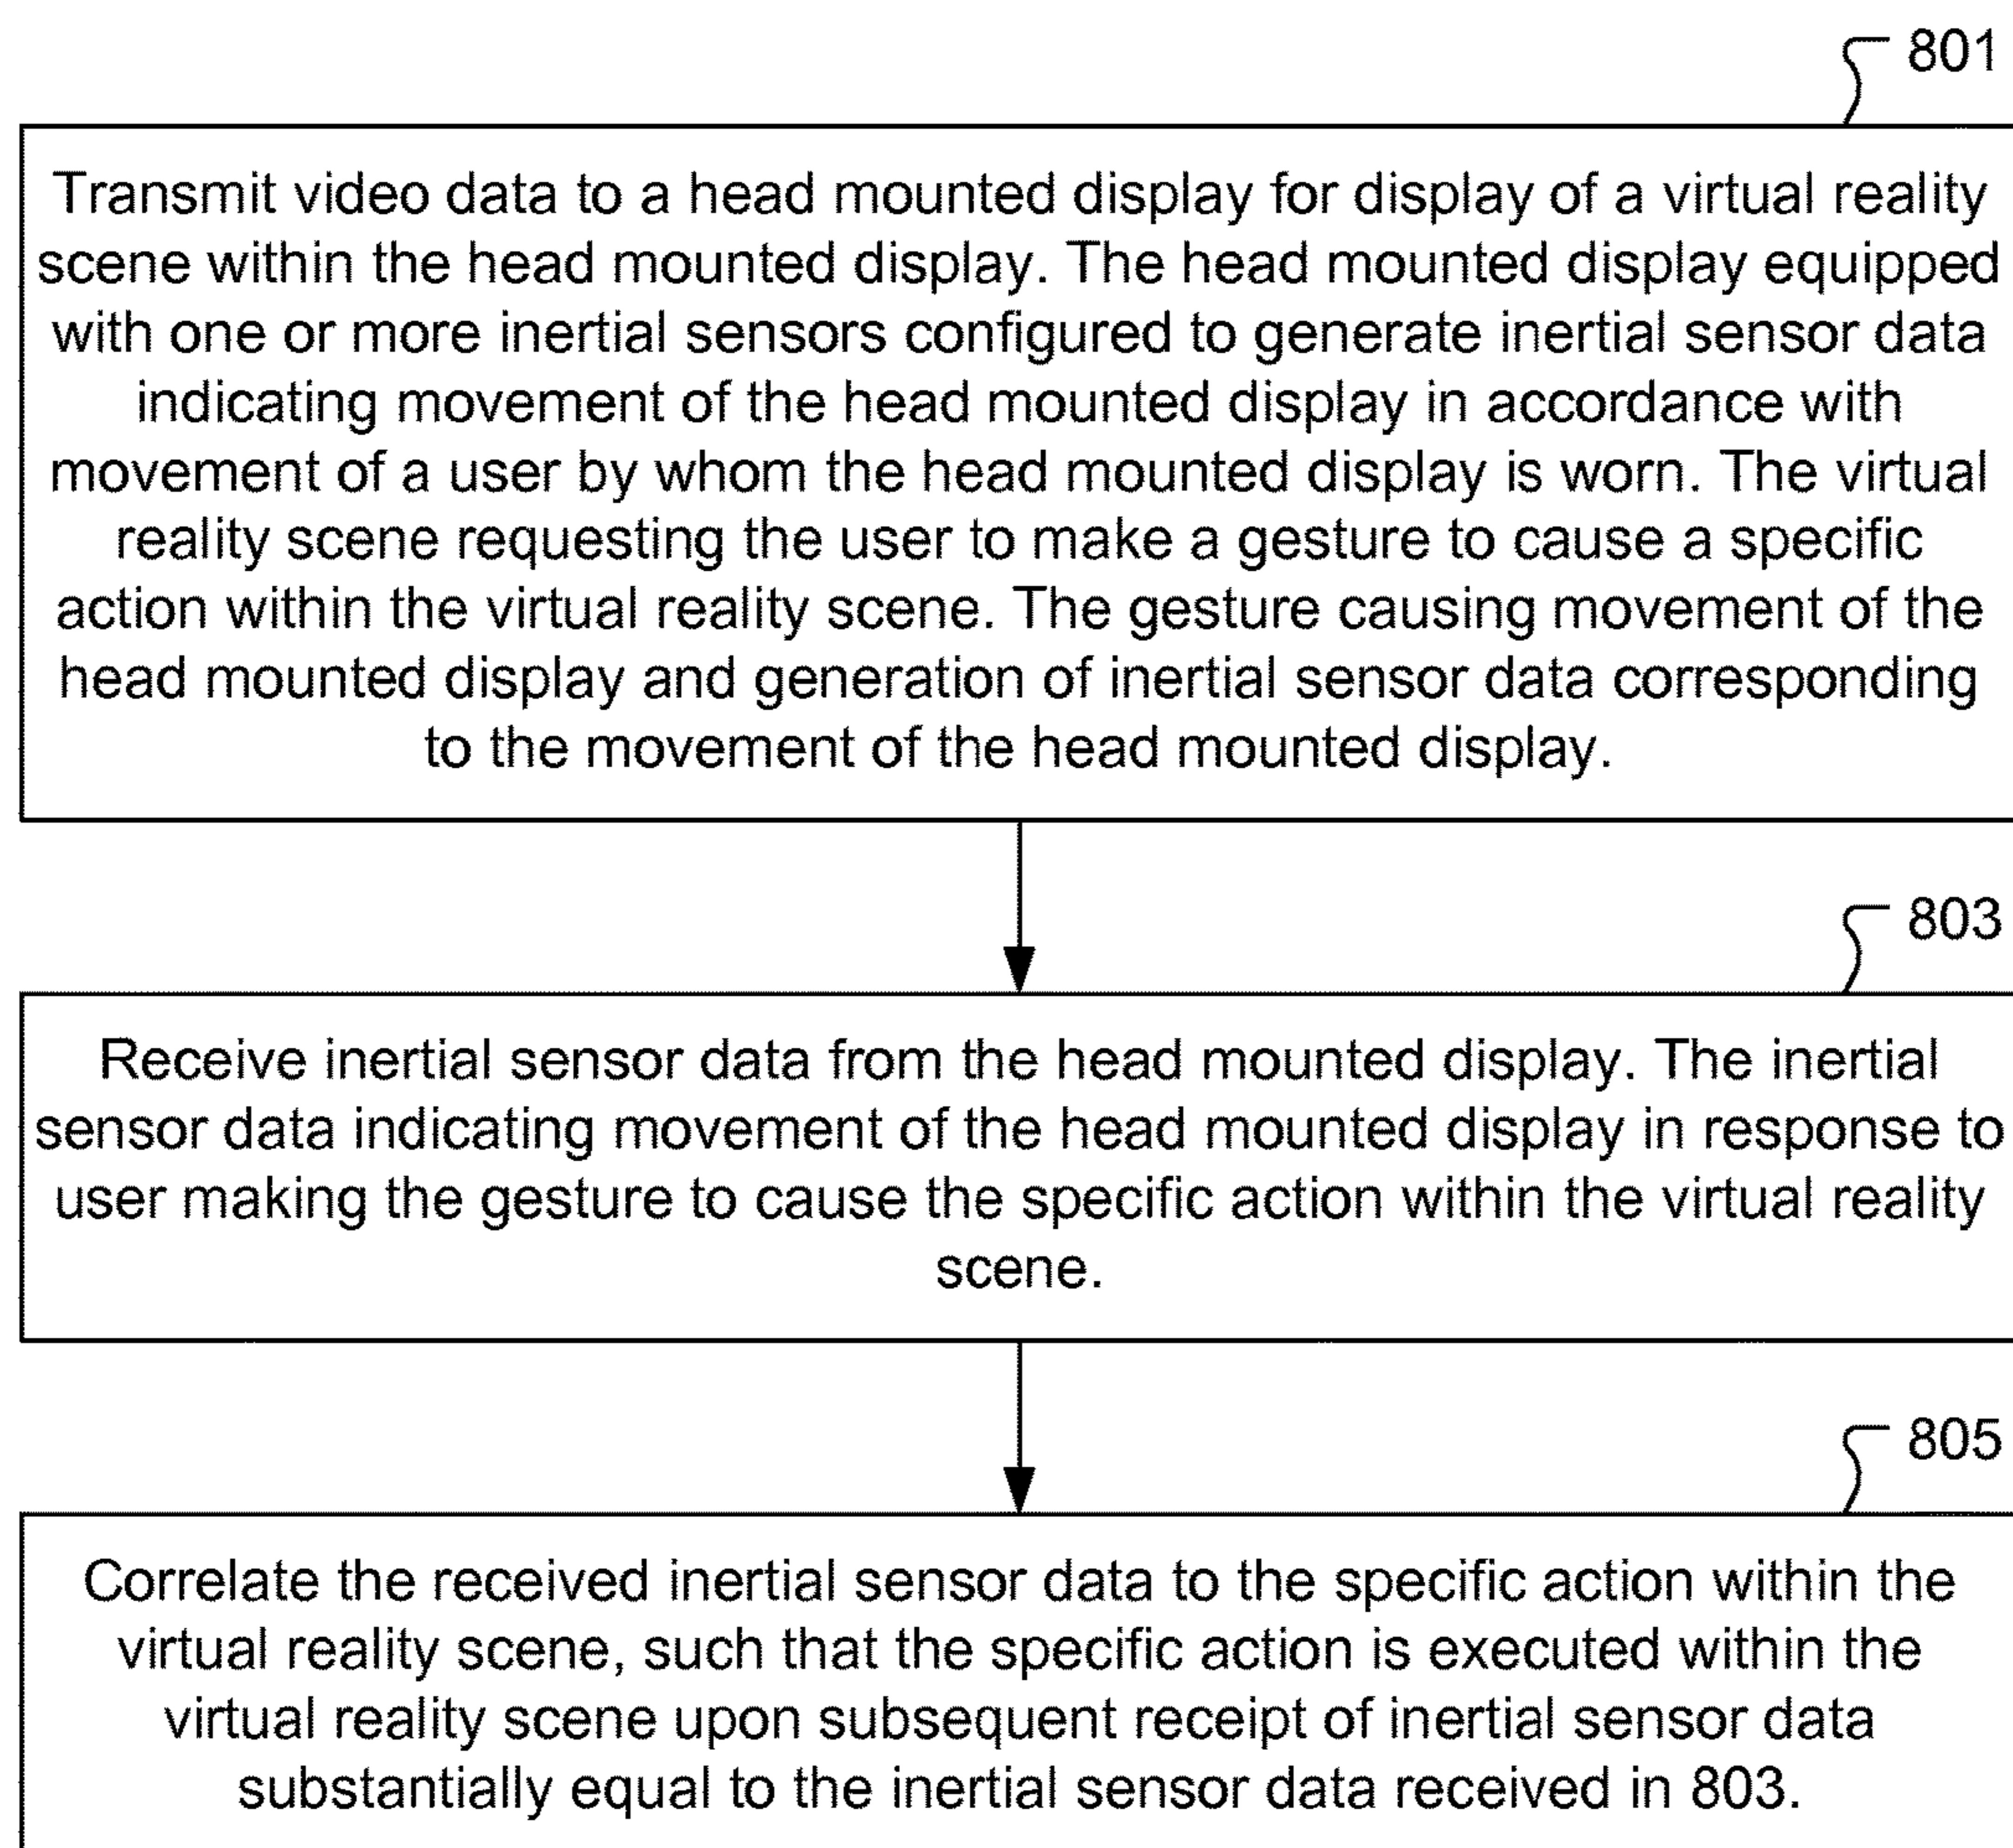 801
Transmit video data to a head mounted display for display of a virtual reality
scene within the head mounted display. The head mounted display equipped
with one or more inertial sensors configured to generate inertial sensor data
indicating movement of the head mounted display in accordance with
movement of a user by whom the head mounted display is worn. The virtual
reality scene requesting the user to make a gesture to cause a specific
action within the virtual reality scene. The gesture causing movement of the
head mounted display and generation of inertial sensor data corresponding
to the movement of the head mounted display.
803
Receive inertial sensor data from the head mounted display. The inertial
sensor data indicating movement of the head mounted display in response to
user making the gesture to cause the specific action within the virtual reality
scene.
805
Correlate the received inertial sensor data to the specific action within the
virtual reality scene, such that the specific action is executed within the
virtual reality scene upon subsequent receipt of inertial sensor data
substantially equal to the inertial sensor data received in 803.